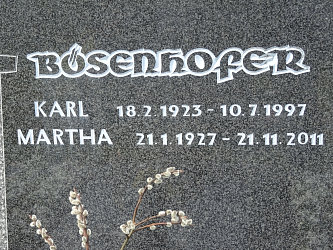 BÖSENHOFER
KARL 18.2.1923 - 10.7.1997
MARTHA 21.1.1927 - 21.11.2011